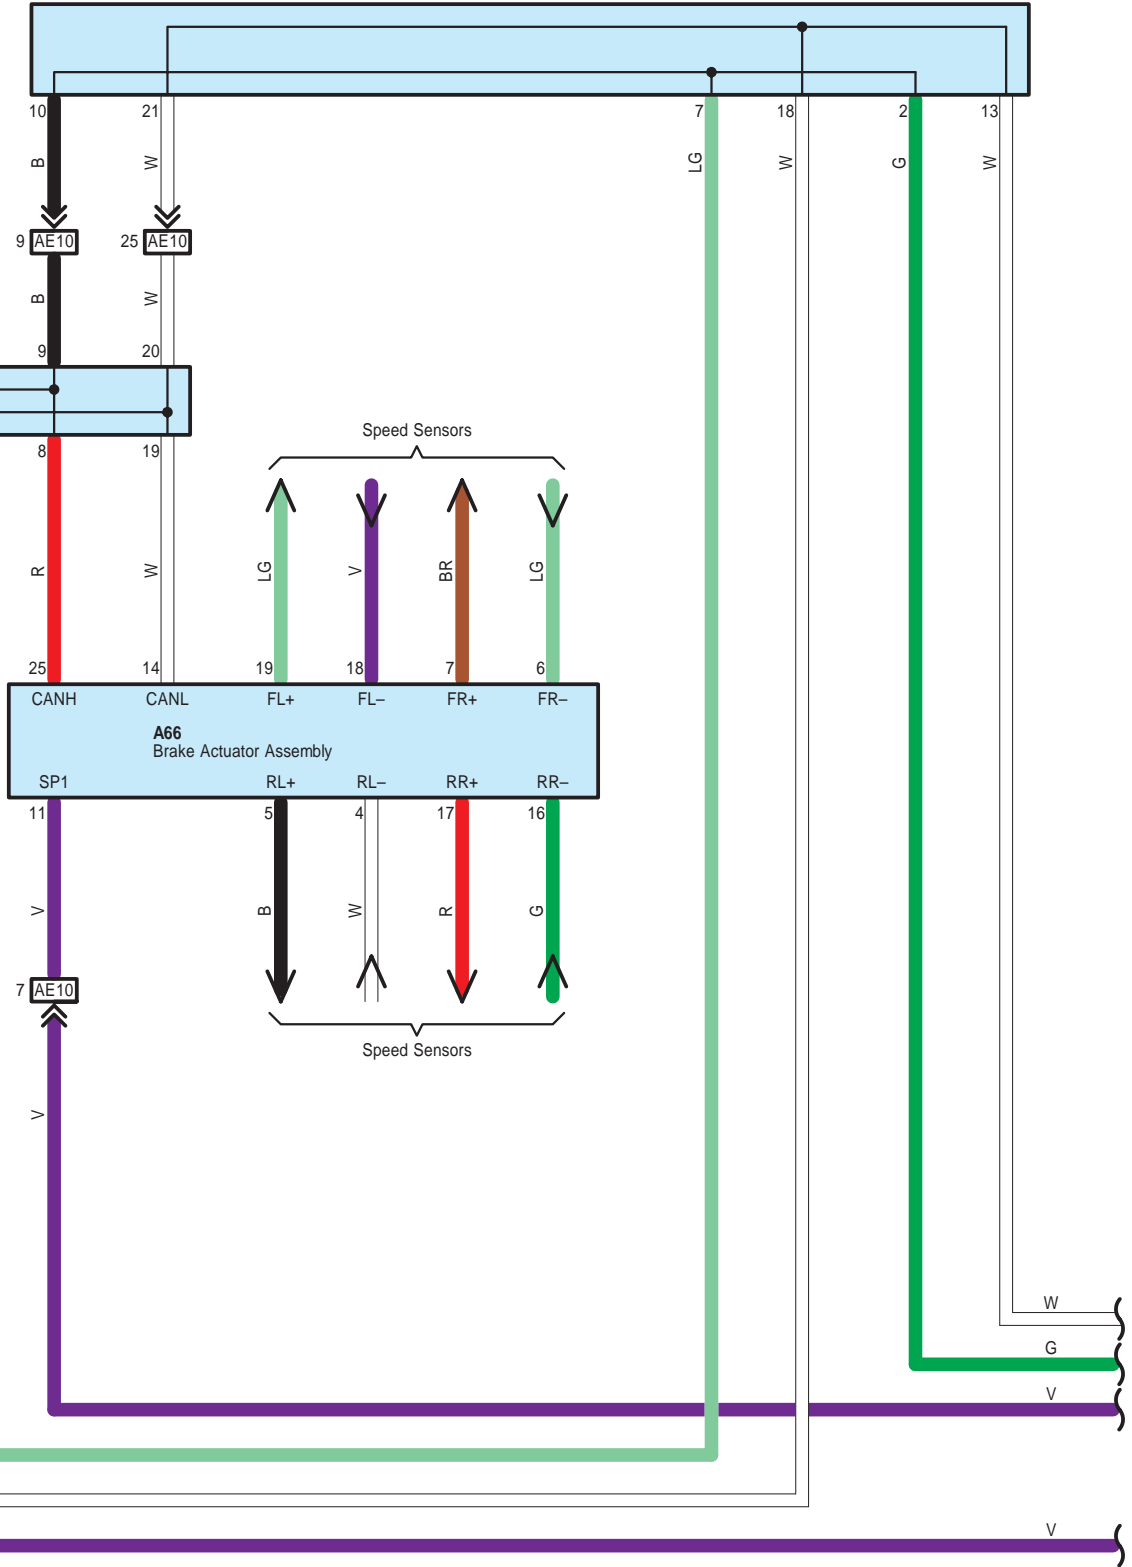 10 21 7 18 2 13
B W LG W G W
9 AE10 25 AE10
B W
9 20
8 19
Speed Sensors
R W LG V BR LG
25 14 19 18 7 6
CANH CANL FL+ FL– FR+ FR–
A66
Brake Actuator Assembly
SP1 RL+ RL– RR+ RR–
11 5 4 17 16
V B W R G
7 AE10
Speed Sensors
V
W
G
V
V